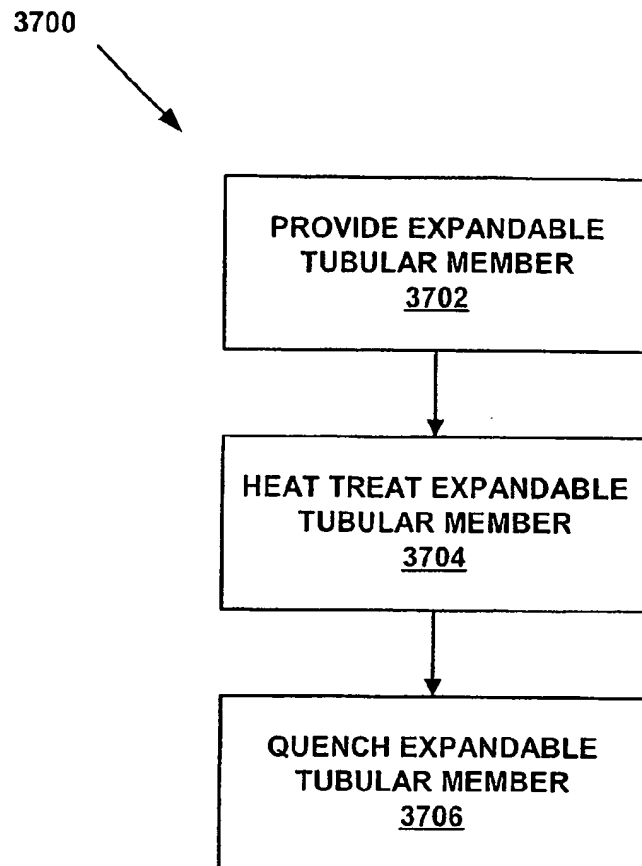 3700
PROVIDE EXPANDABLE
TUBULAR MEMBER
3702
HEAT TREAT EXPANDABLE
TUBULAR MEMBER
3704
QUENCH EXPANDABLE
TUBULAR MEMBER
3706